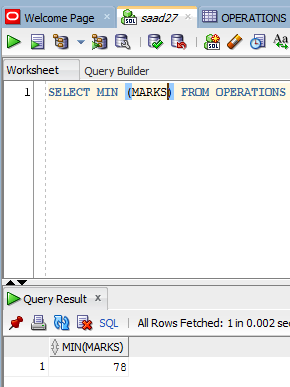 Welcome Page saad27 OPERATIONS
Worksheet Query Builder
1 SELECT MIN (MARKS) FROM OPERATIONS
Query Result x
SQL All Rows Fetched: 1 in 0.002 sec
MIN(MARKS)
1 78